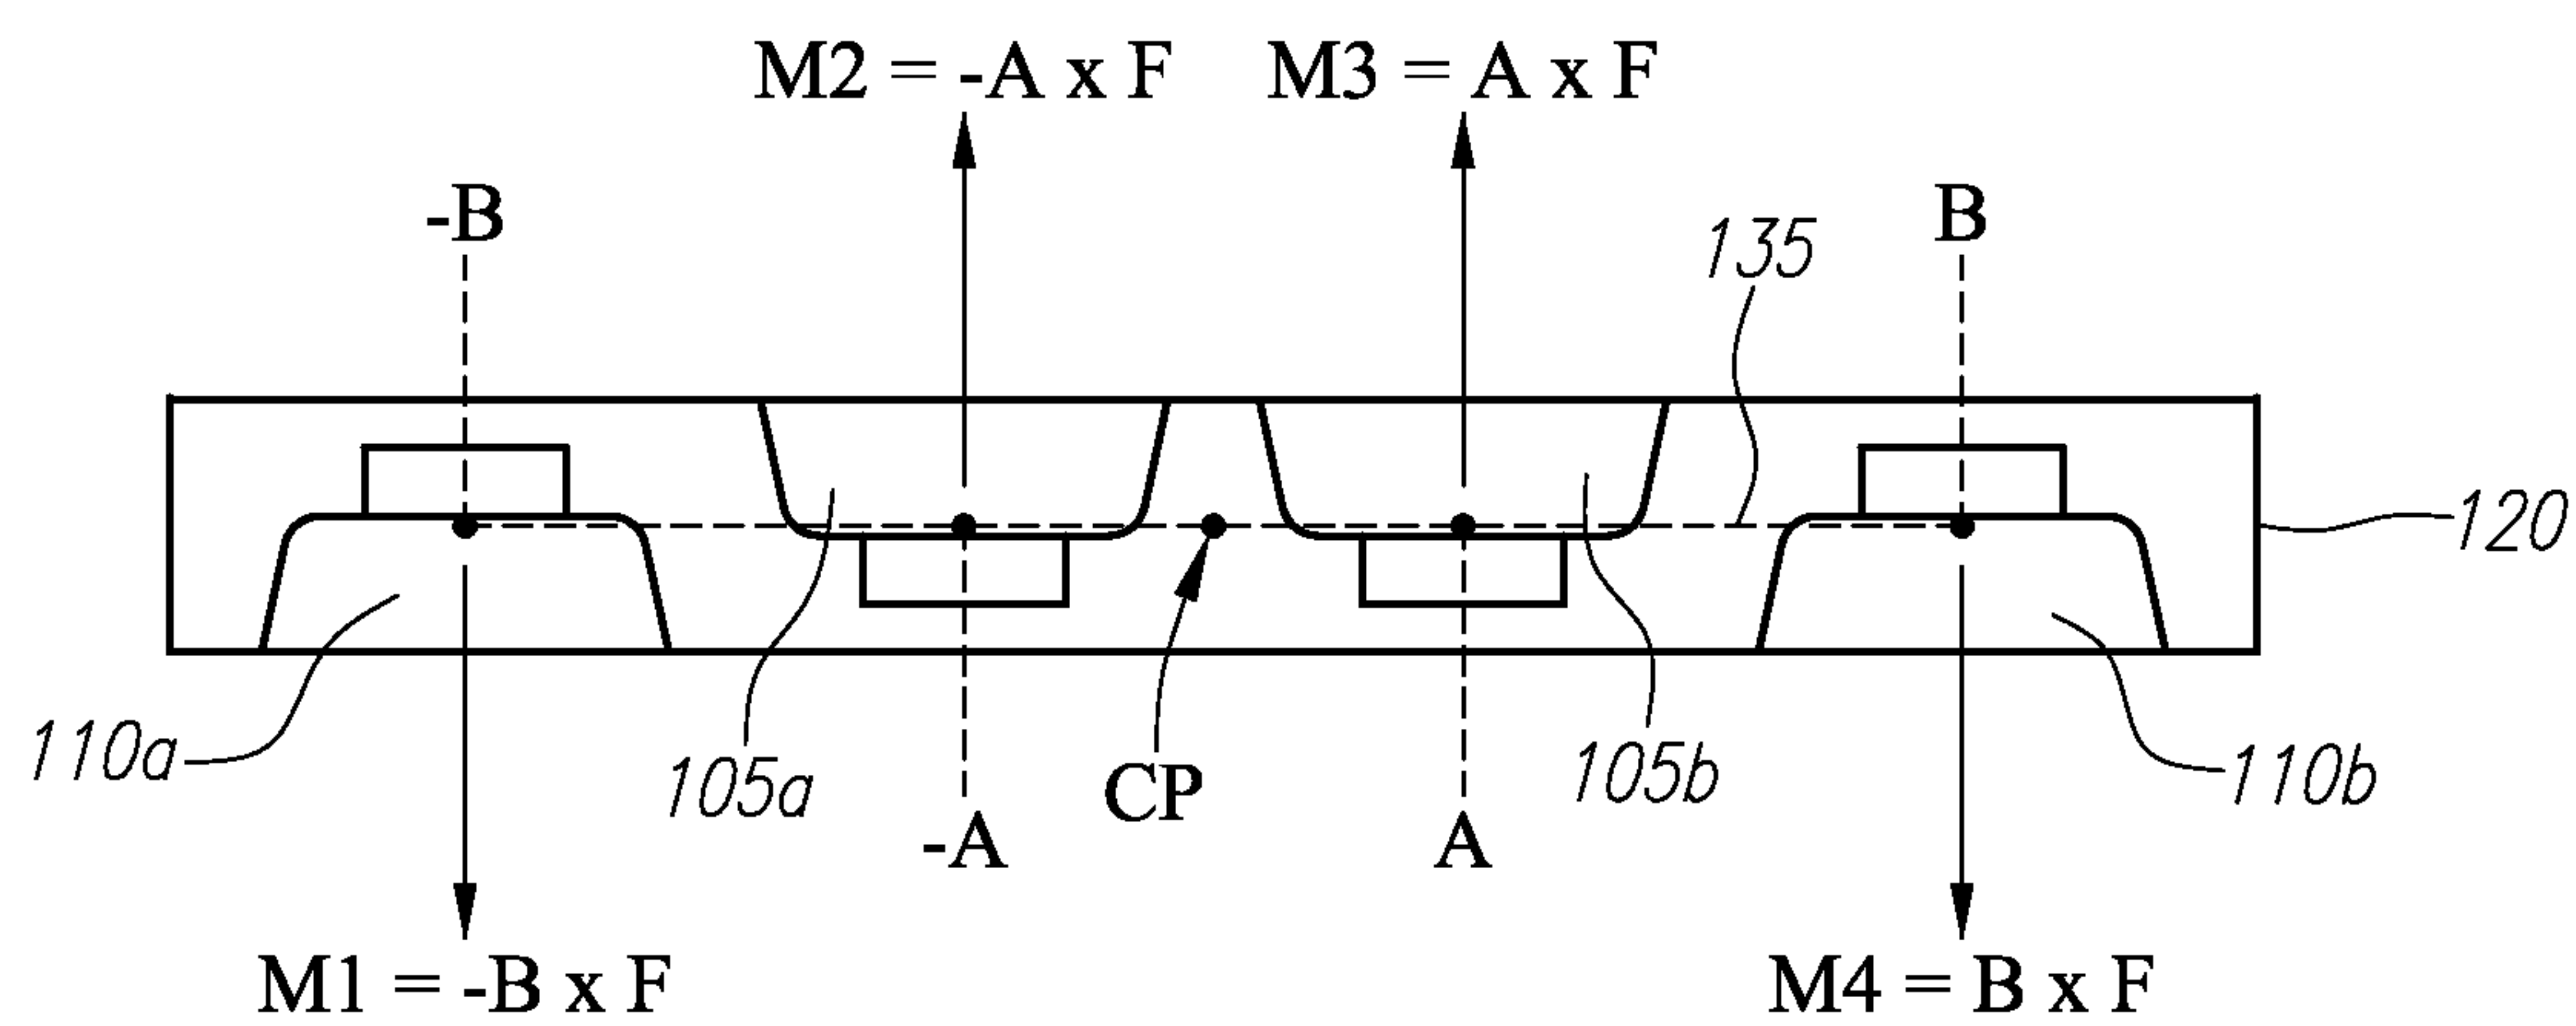 M2 = -A x F
M3 = A x F
-B
B
135
120
110a
105a
CP
105b
110b
-A
A
M1 = -B x F
M4 = B x F